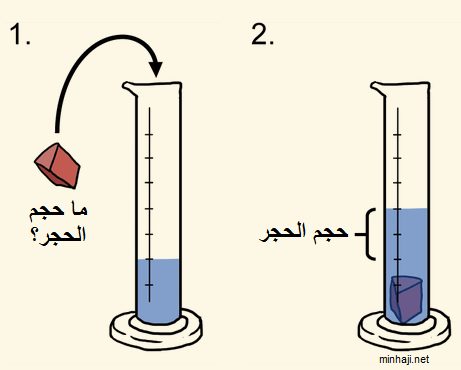 1.
2.
ما حجم
الحجر؟
حجم الحجر
minhaji.net